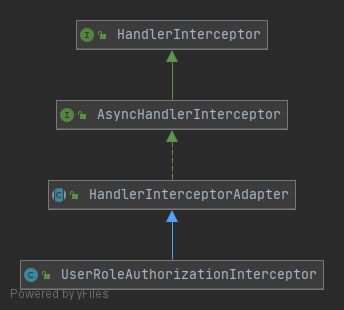 I HandlerInterceptor
I AsyncHandlerInterceptor
C HandlerInterceptorAdapter
C UserRoleAuthorizationInterceptor
Powered by yFiles